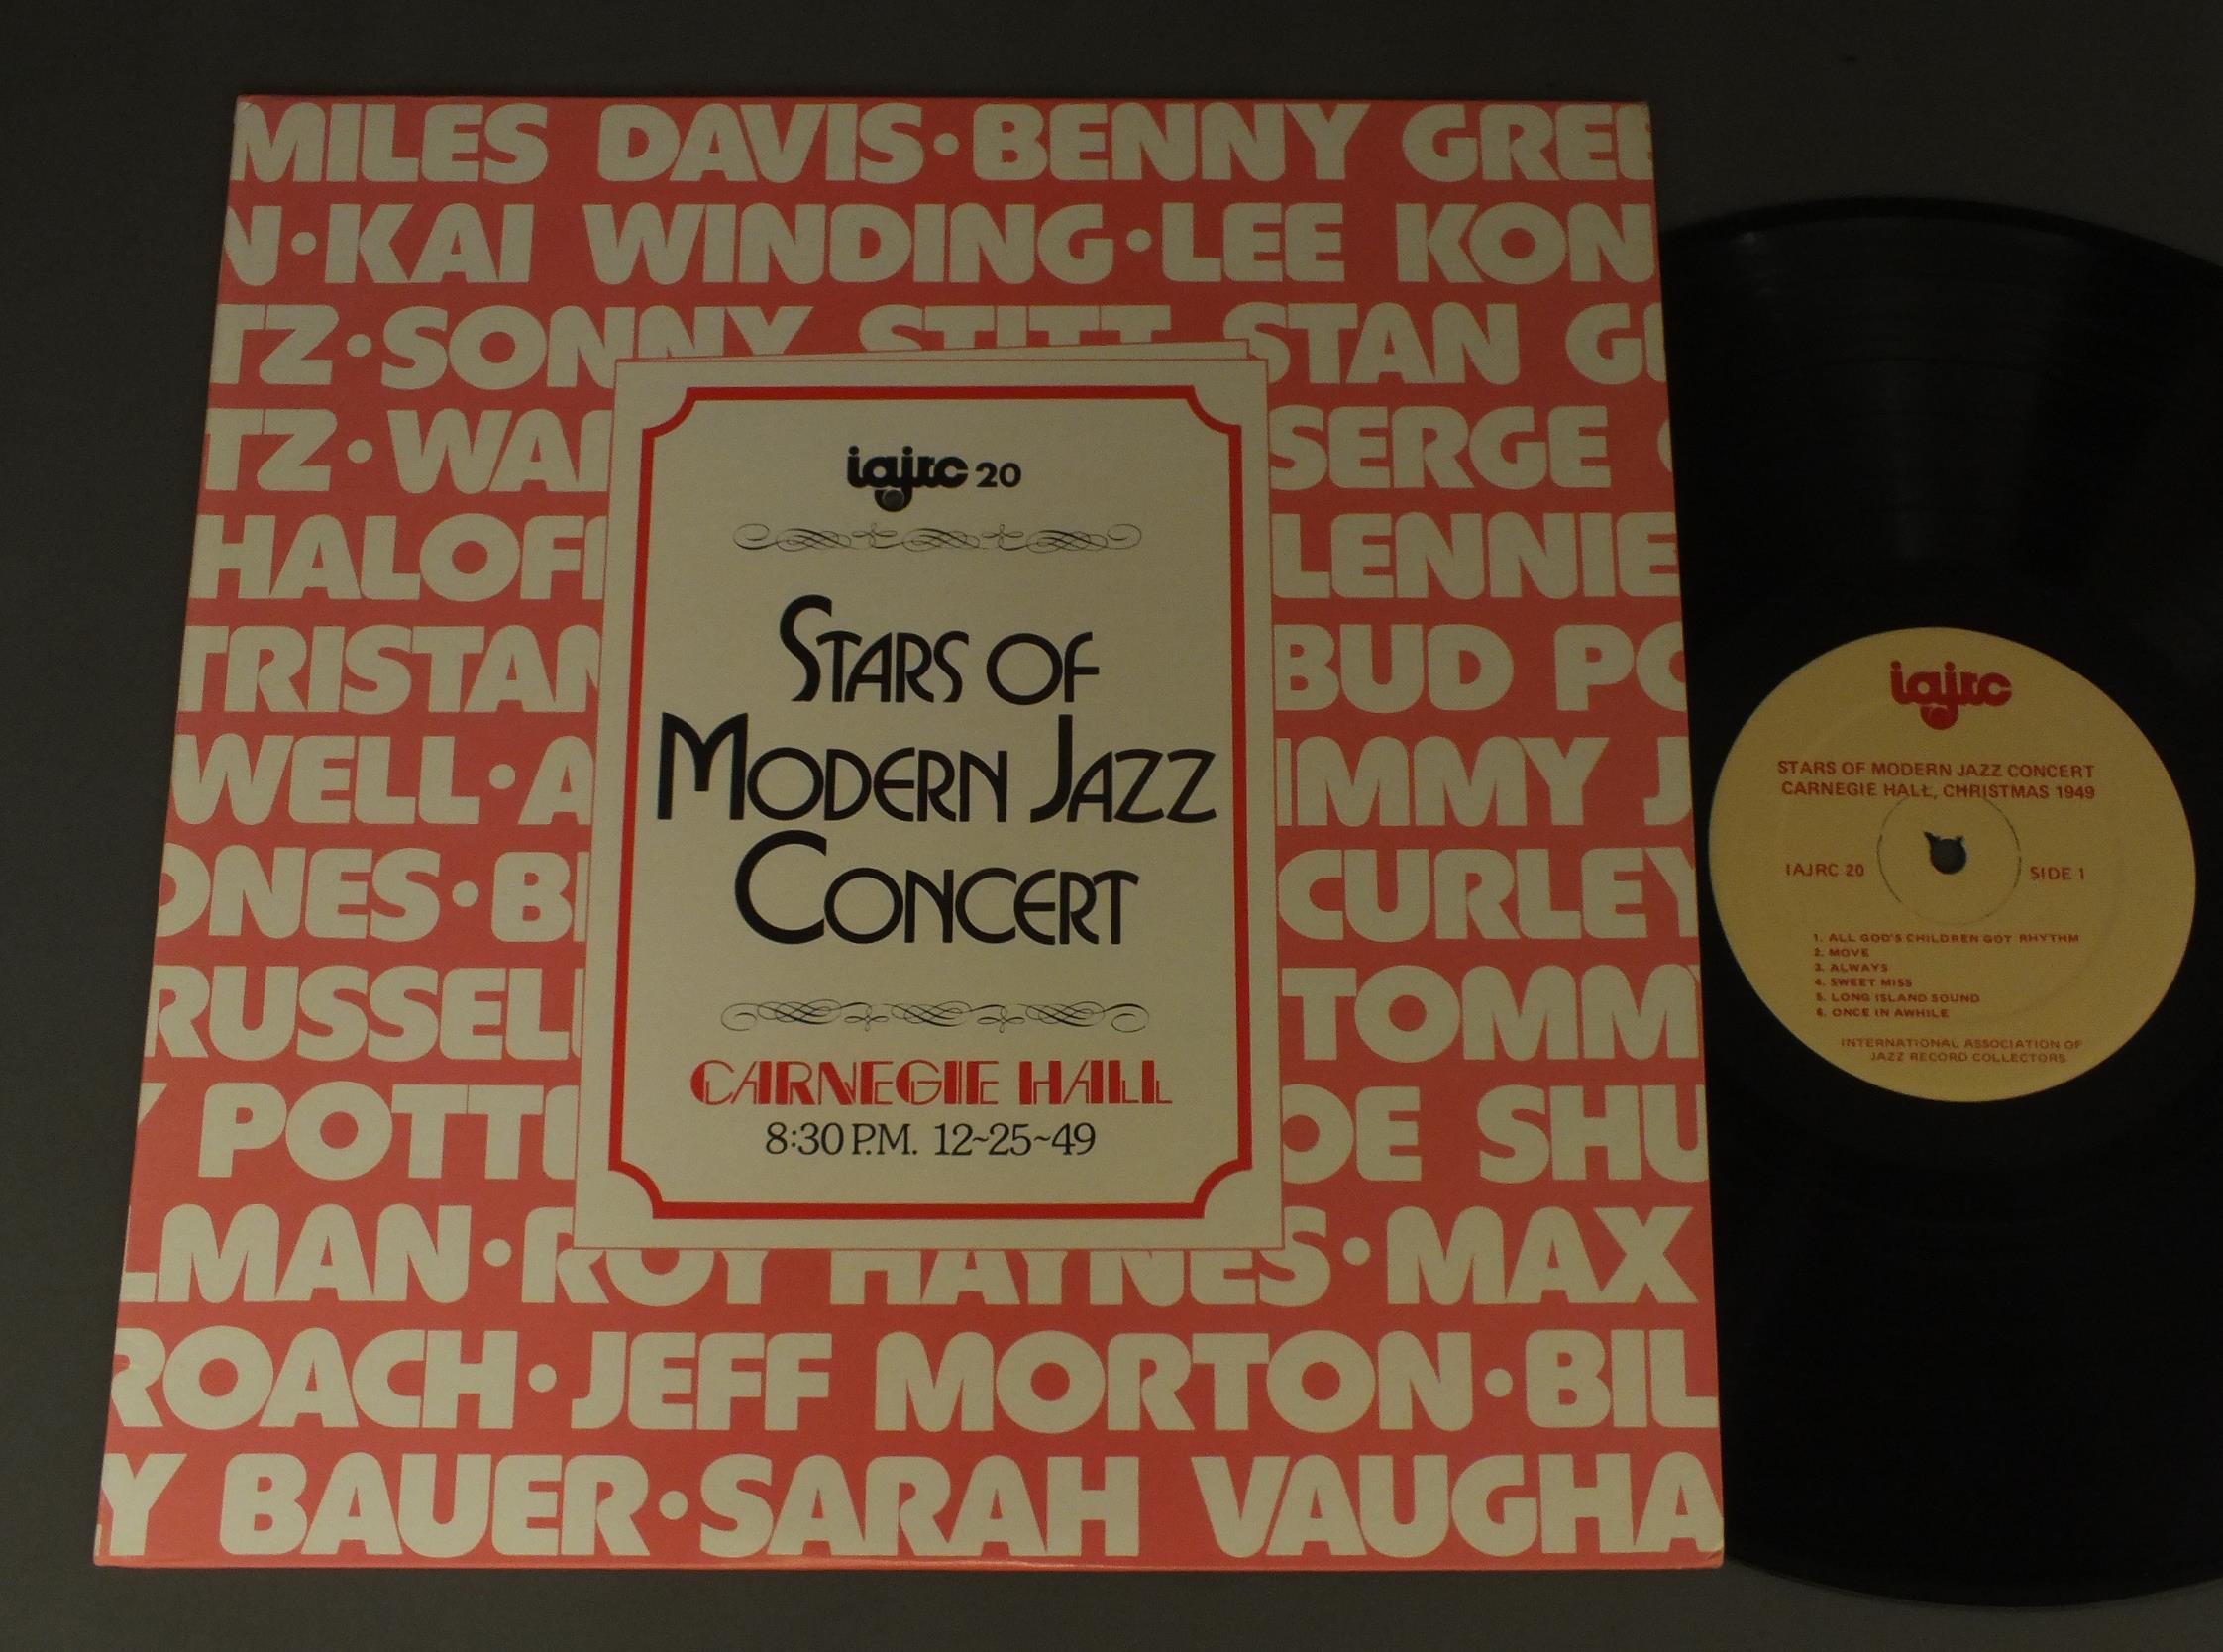 MILES DAVIS•BENNY GREE
N•KAI WINDING•LEE KON
TZ•SONNY STITT STAN G
TZ•WA SERGE
HALOF LENNIE
TRISTAN BUD PO
WELL•A IMMY J
ONES•B CURLEY
RUSSELL TOMM
Y POTT OE SHU
LMAN•ROY HAYNES•MAX
ROACH•JEFF MORTON•BIL
Y BAUER•SARAH VAUGHA
iajrc 20
STARS OF
MODERN JAZZ
CONCERT
CARNEGIE HALL
8:30 P.M. 12~25~49
iajrc
STARS OF MODERN JAZZ CONCERT
CARNEGIE HALL, CHRISTMAS 1949
IAJRC 20 SIDE 1
1. ALL GOD'S CHILDREN GOT RHYTHM
2. MOVE
3. ALWAYS
4. SWEET MISS
5. LONG ISLAND SOUND
6. ONCE IN AWHILE
INTERNATIONAL ASSOCIATION OF
JAZZ RECORD COLLECTORS